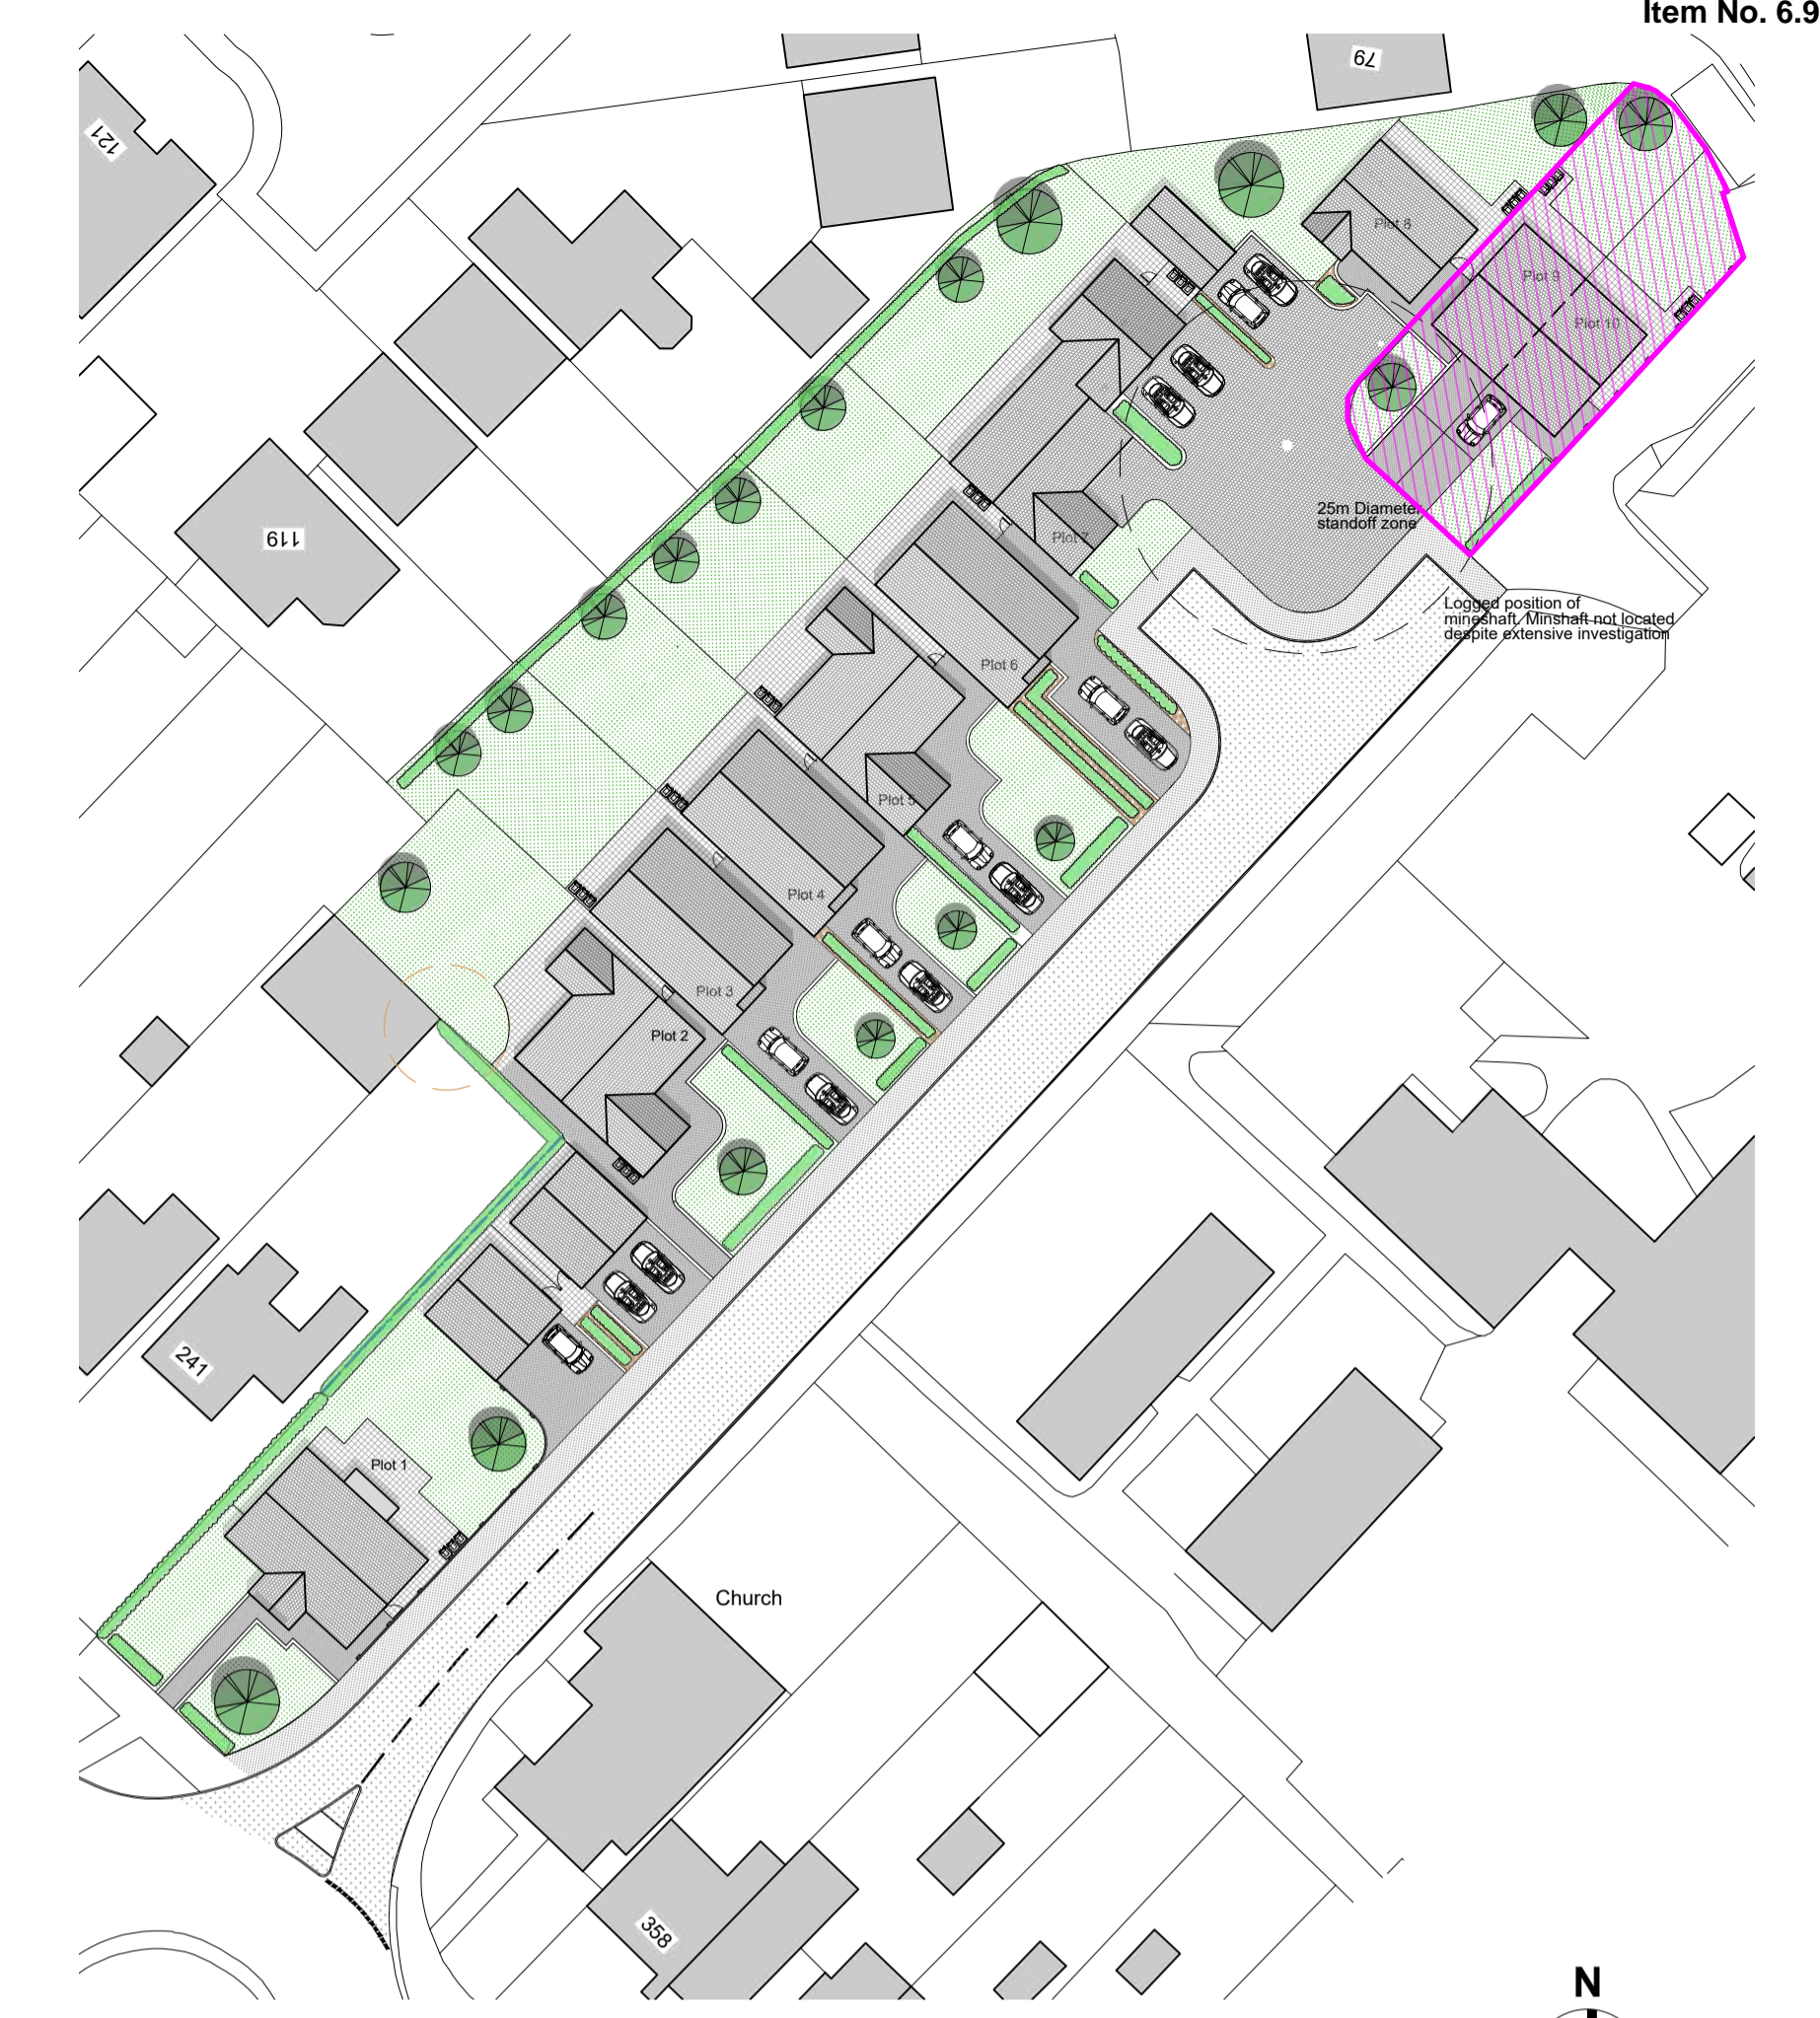 Item No. 6.9
79
121
Plot 8
Plot 9
Plot 10
119
25m Diameter
standoff zone
Plot 7
Logged position of
mineshaft. Minshaft not located
despite extensive investigation
Plot 6
Plot 5
Plot 4
Plot 3
Plot 2
241
Plot 1
Church
358
N